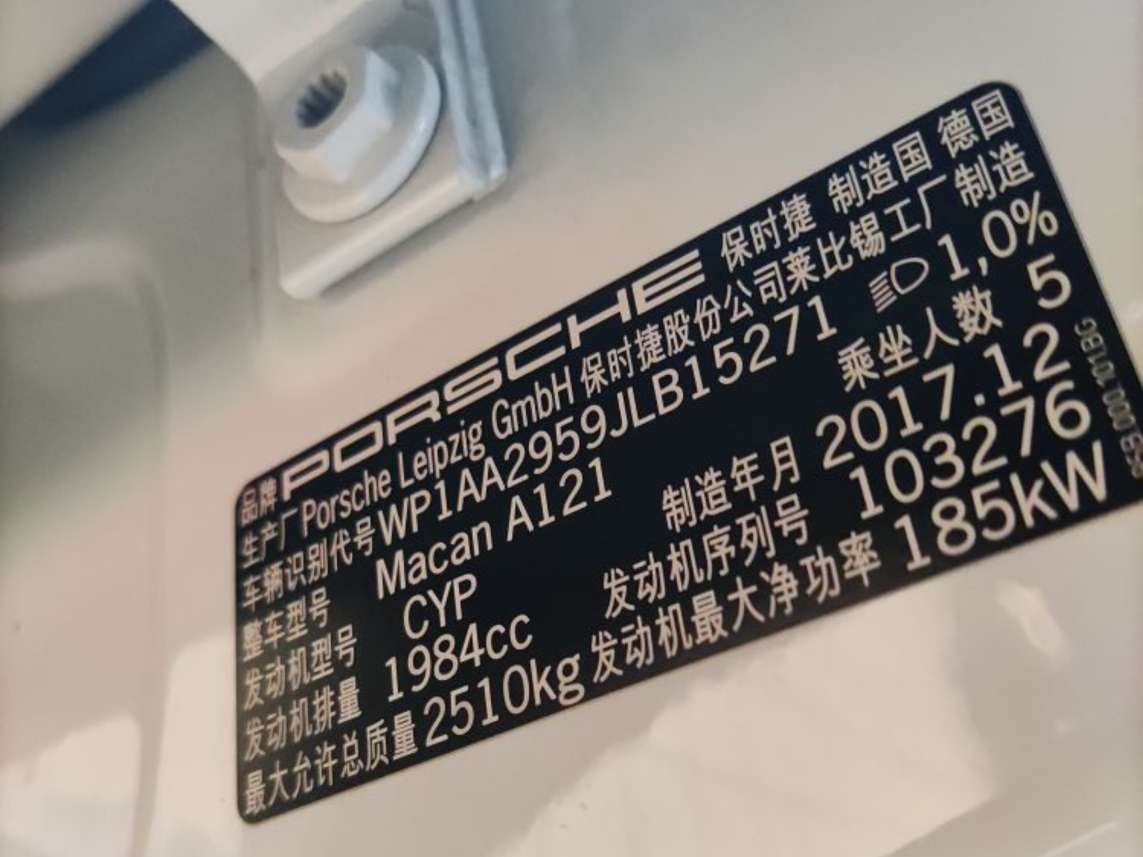 品牌 PORSCHE 保时捷 制造国 德国
生产厂 Porsche Leipzig GmbH 保时捷股份公司莱比锡工厂制造
车辆识别代号 WP1AA2959JLB15271 1,0%
整车型号 Macan A121 乘坐人数 5
发动机型号 CYP 制造年月 2017.12
发动机排量 1984cc 发动机序列号 103276
最大允许总质量 2510kg 发动机最大净功率 185kW